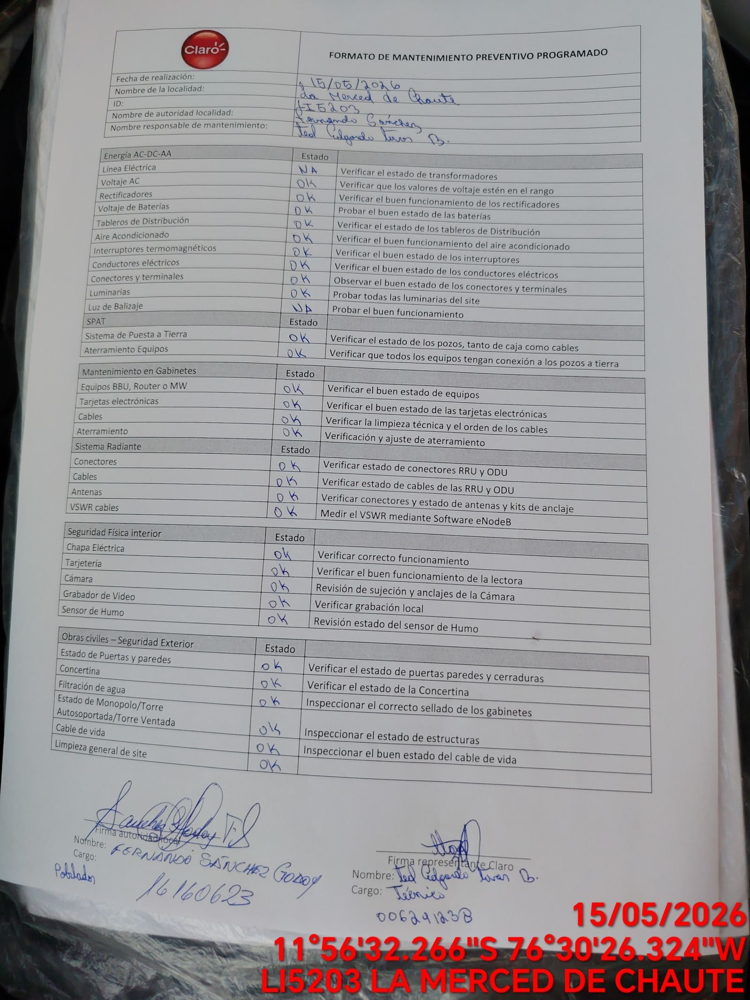 Claro
FORMATO DE MANTENIMIENTO PREVENTIVO PROGRAMADO
Fecha de realización: 15/05/2026
Nombre de la localidad: La Merced de Chaute
ID: LI5203
Nombre de autoridad localidad: Fernando Sánchez
Nombre responsable de mantenimiento: Ted Edgardo Tovar B.
Energía AC-DC-AA Estado
Línea Eléctrica NA Verificar el estado de transformadores
Voltaje AC OK Verificar que los valores de voltaje estén en el rango
Rectificadores OK Verificar el buen funcionamiento de los rectificadores
Voltaje de Baterías OK Probar el buen estado de las baterías
Tableros de Distribución OK Verificar el estado de los tableros de Distribución
Aire Acondicionado OK Verificar el buen funcionamiento del aire acondicionado
Interruptores termomagnéticos OK Verificar el buen estado de los interruptores
Conductores eléctricos OK Verificar el buen estado de los conductores eléctricos
Conectores y terminales OK Observar el buen estado de los conectores y terminales
Luminarias OK Probar todas las luminarias del site
Luz de Balizaje NA Probar el buen funcionamiento
SPAT Estado
Sistema de Puesta a Tierra OK Verificar el estado de los pozos, tanto de caja como cables
Aterramiento Equipos OK Verificar que todos los equipos tengan conexión a los pozos a tierra
Mantenimiento en Gabinetes Estado
Equipos BBU, Router o MW OK Verificar el buen estado de equipos
Tarjetas electrónicas OK Verificar el buen estado de las tarjetas electrónicas
Cables OK Verificar la limpieza técnica y el orden de los cables
Aterramiento OK Verificación y ajuste de aterramiento
Sistema Radiante Estado
Conectores OK Verificar estado de conectores RRU y ODU
Cables OK Verificar estado de cables de las RRU y ODU
Antenas OK Verificar conectores y estado de antenas y kits de anclaje
VSWR cables OK Medir el VSWR mediante Software eNodeB
Seguridad Física interior Estado
Chapa Eléctrica OK Verificar correcto funcionamiento
Tarjetería OK Verificar el buen funcionamiento de la lectora
Cámara OK Revisión de sujeción y anclajes de la Cámara
Grabador de Video OK Verificar grabación local
Sensor de Humo OK Revisión estado del sensor de Humo
Obras civiles – Seguridad Exterior Estado
Estado de Puertas y paredes OK Verificar el estado de puertas paredes y cerraduras
Concertina OK Verificar el estado de la Concertina
Filtración de agua OK Inspeccionar el correcto sellado de los gabinetes
Estado de Monopolo/Torre
Autosoportada/Torre Ventada OK Inspeccionar el estado de estructuras
Cable de vida OK Inspeccionar el buen estado del cable de vida
Limpieza general de site OK
Firma autoridad local
Nombre: FERNANDO SÁNCHEZ GODOY
Cargo:
Poblador
16160623
Firma representante Claro
Nombre: Ted Edgardo Tovar B.
Cargo: Técnico
006291238
15/05/2026
11°56'32.266"S 76°30'26.324"W
LI5203 LA MERCED DE CHAUTE